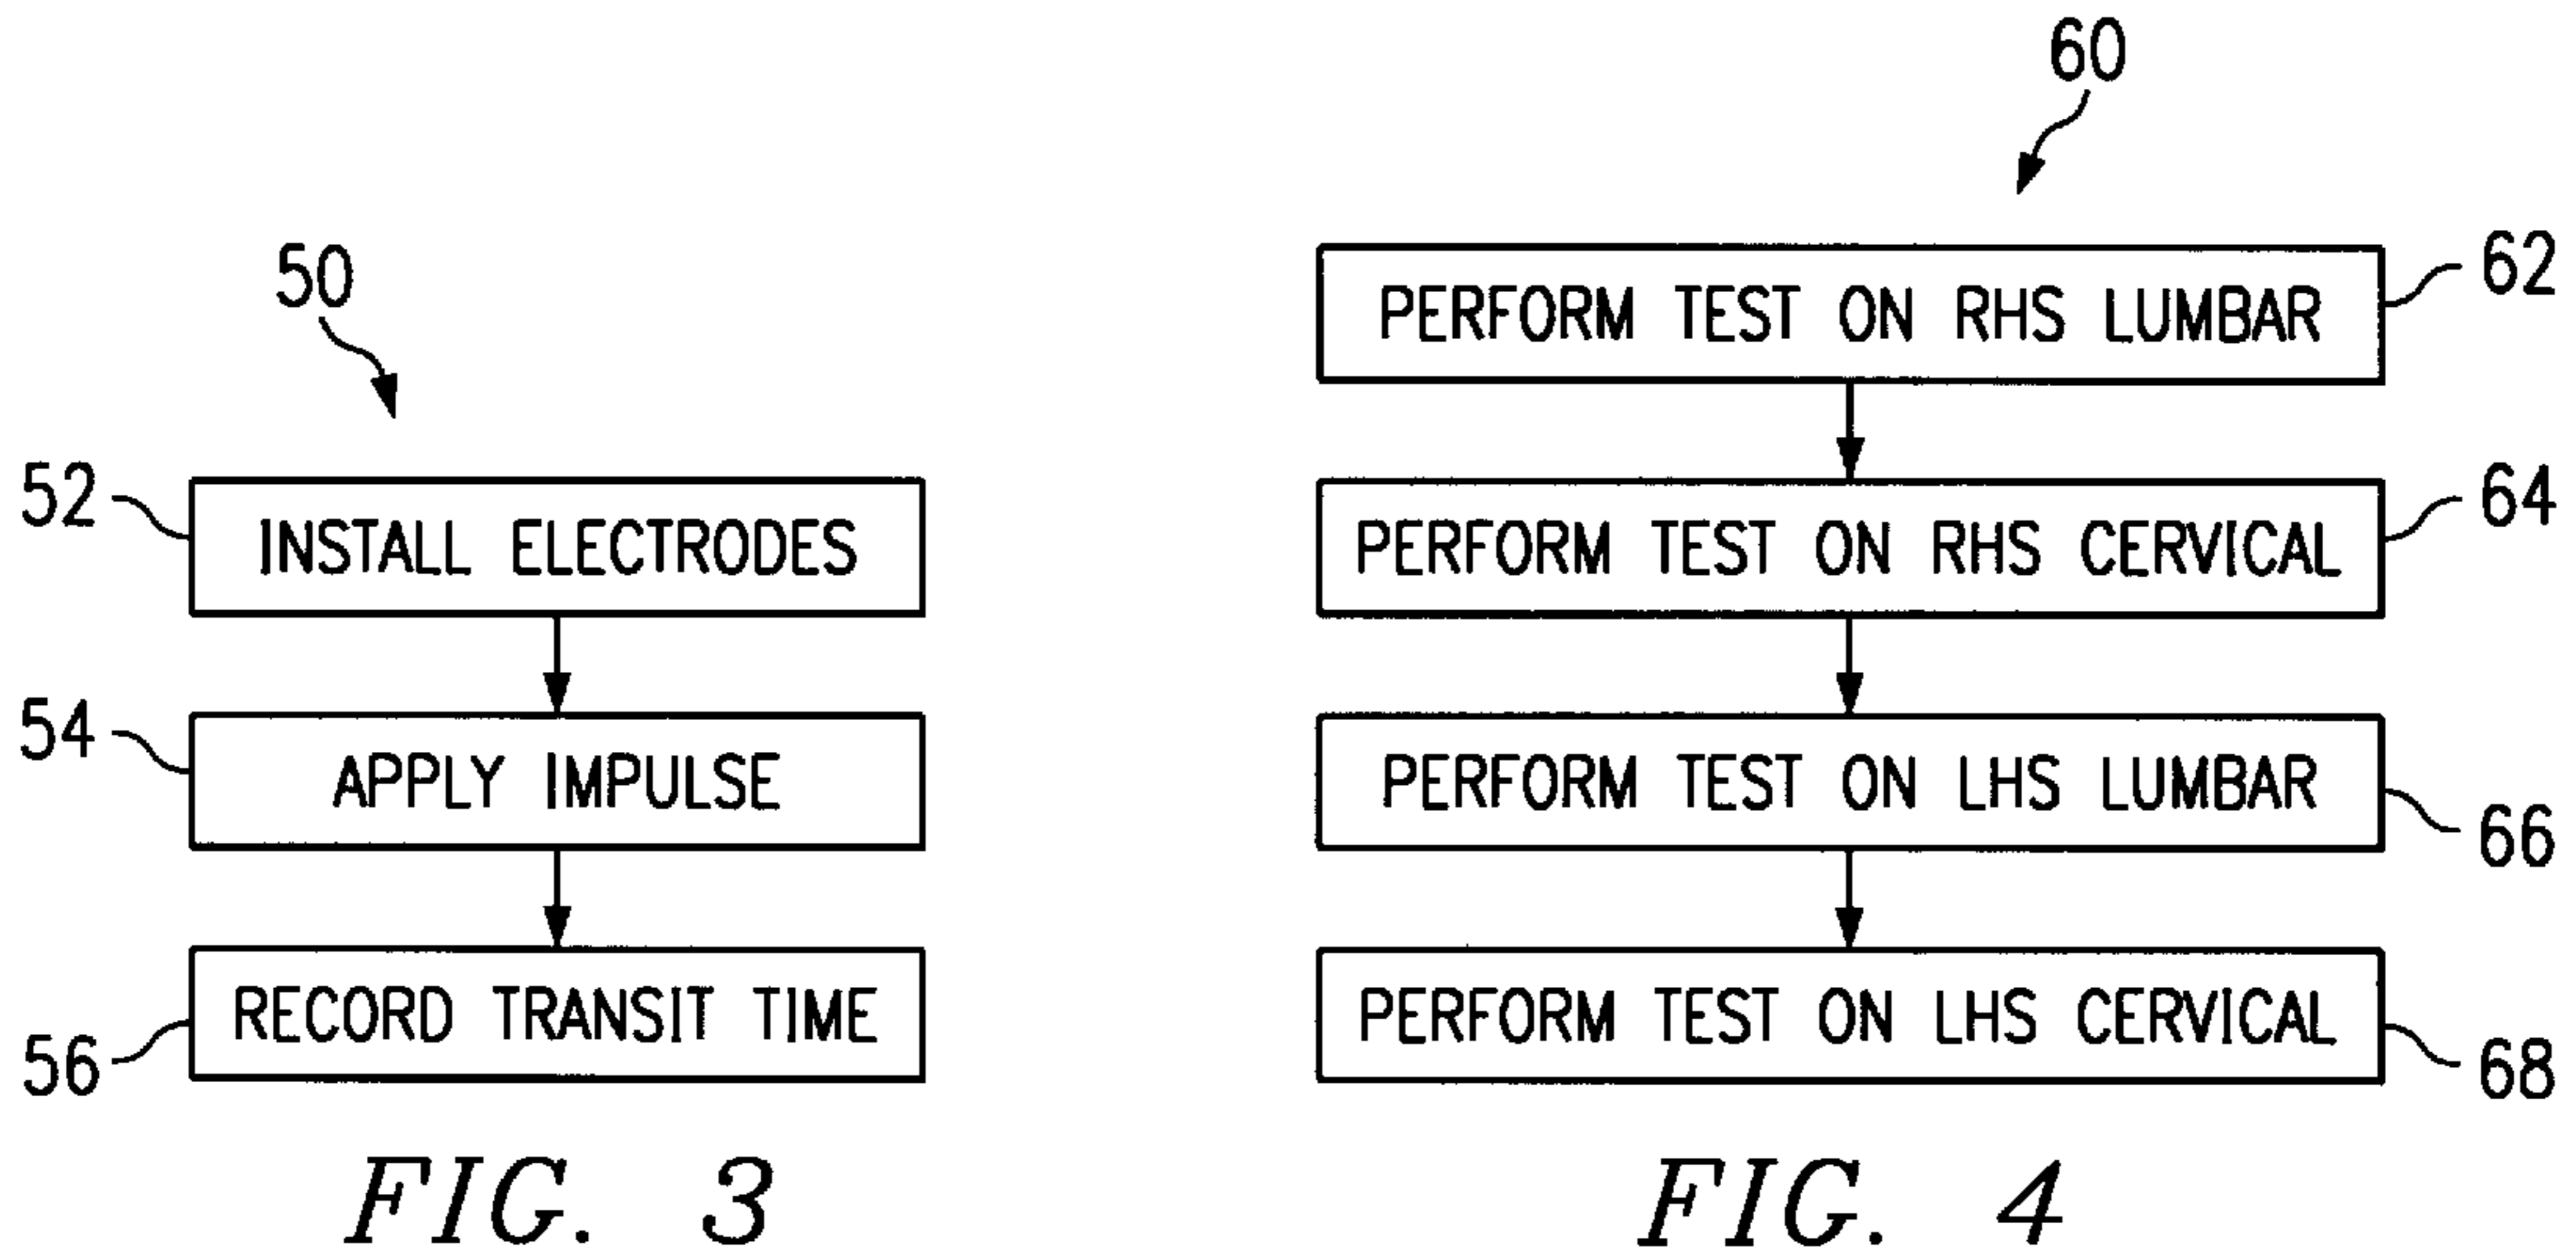 50
52
INSTALL ELECTRODES
54
APPLY IMPULSE
RECORD TRANSIT TIME
56
FIG. 3
60
PERFORM TEST ON RHS LUMBAR
62
PERFORM TEST ON RHS CERVICAL
64
PERFORM TEST ON LHS LUMBAR
66
PERFORM TEST ON LHS CERVICAL
68
FIG. 4